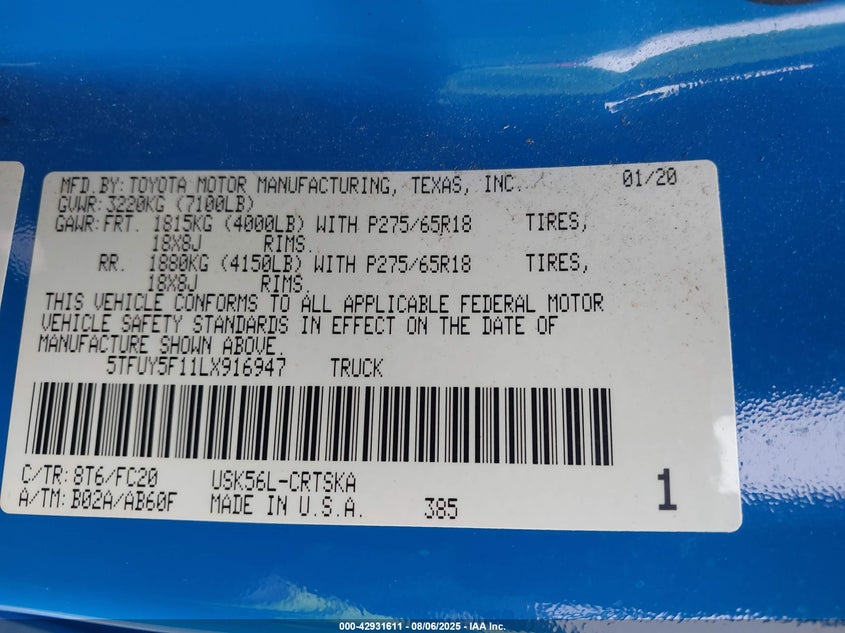 MFD.BY:TOYOTA MOTOR MANUFACTURING, TEXAS, INC. 01/20
GVWR:3220KG (7100LB)
GAWR:FRT. 1815KG (4000LB) WITH P275/65R18 TIRES,
18X8J RIMS.
RR. 1880KG (4150LB) WITH P275/65R18 TIRES,
18X8J RIMS.
THIS VEHICLE CONFORMS TO ALL APPLICABLE FEDERAL MOTOR
VEHICLE SAFETY STANDARDS IN EFFECT ON THE DATE OF
MANUFACTURE SHOWN ABOVE.
5TFUY5F11LX916947 TRUCK
C/TR:8T6/FC20 USK56L-CRTSKA
A/TM:B02A/AB60F MADE IN U.S.A. 385 1
000-42931611 - 08/06/2025 - IAA Inc.